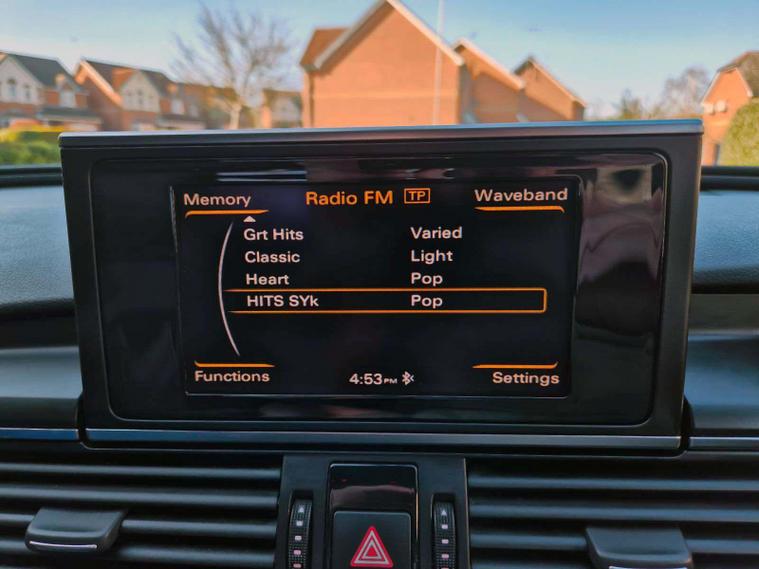 Memory Radio FM TP Waveband
Grt Hits Varied
Classic Light
Heart Pop
HITS SYk Pop
Functions 4:53PM Settings